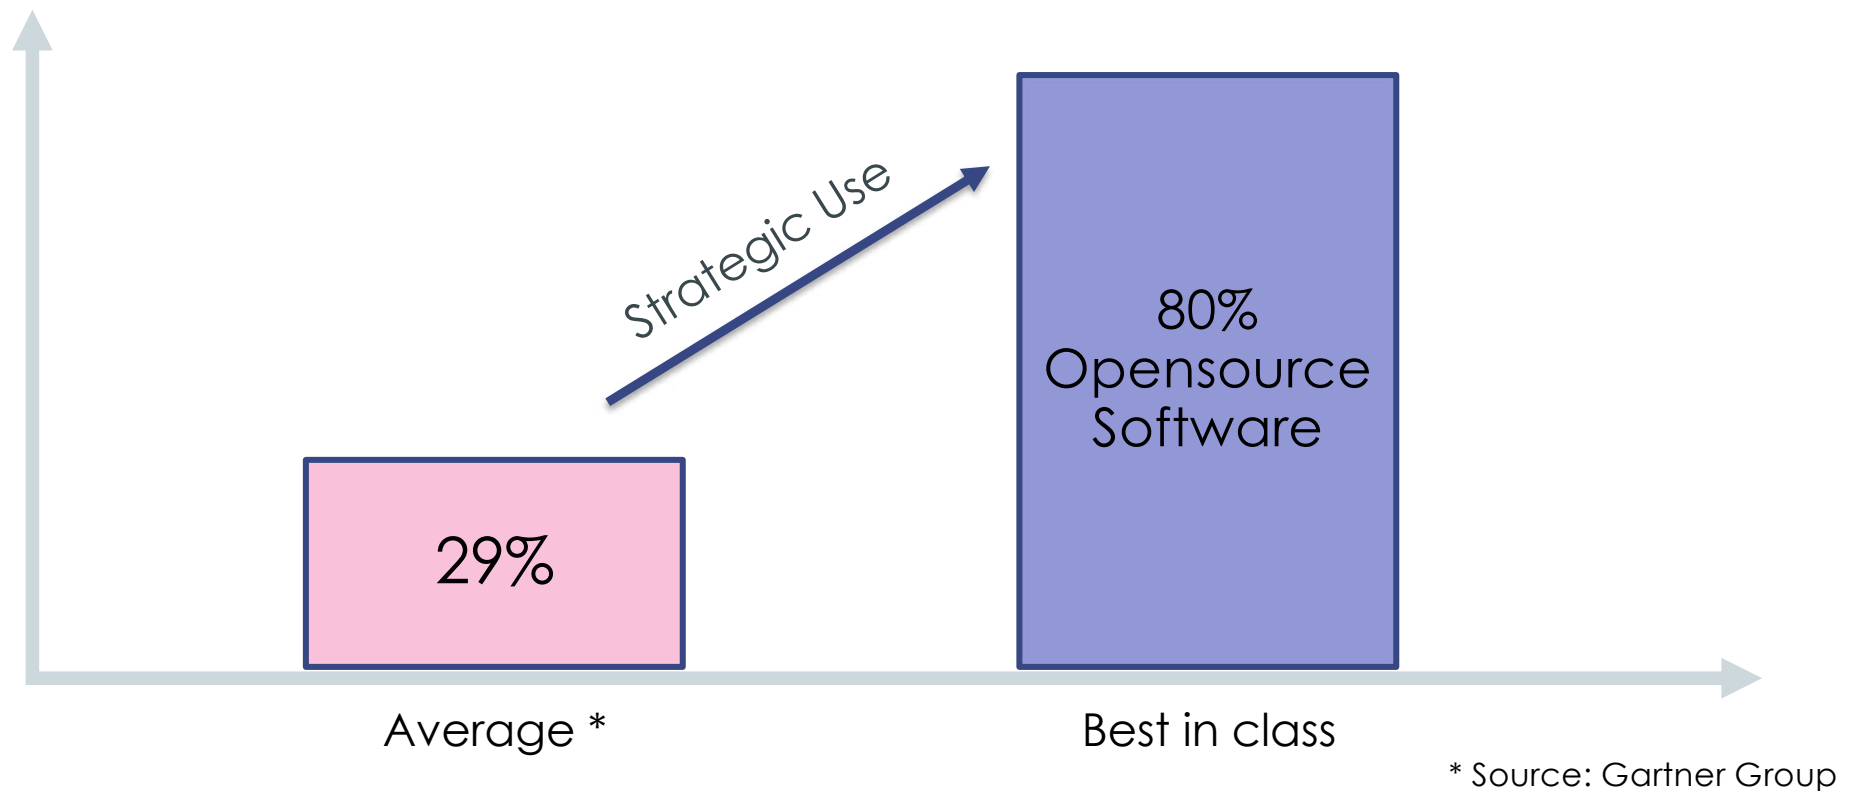 Strategic Use
80%
Opensource
Software
29%
Average *
Best in class
* Source: Gartner Group